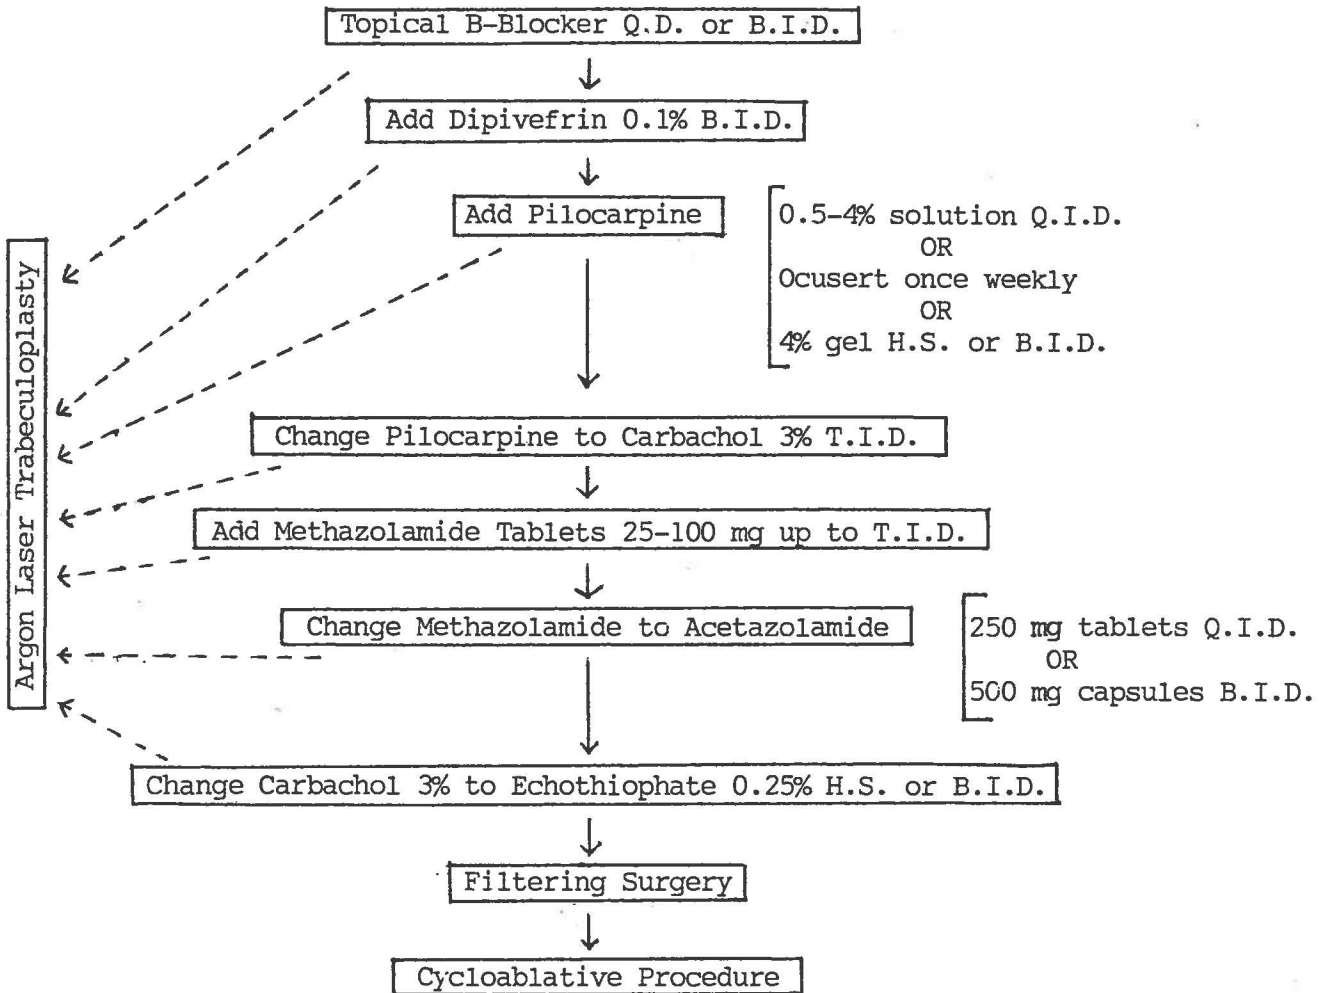 Topical B-Blocker Q.D. or B.I.D.
Add Dipivefrin 0.1% B.I.D.
Add Pilocarpine
0.5-4% solution Q.I.D.
OR
Ocusert once weekly
OR
4% gel H.S. or B.I.D.
Argon Laser Trabeculoplasty
Change Pilocarpine to Carbachol 3% T.I.D.
Add Methazolamide Tablets 25-100 mg up to T.I.D.
Change Methazolamide to Acetazolamide
250 mg tablets Q.I.D.
OR
500 mg capsules B.I.D.
Change Carbachol 3% to Echothiophate 0.25% H.S. or B.I.D.
Filtering Surgery
Cycloablative Procedure